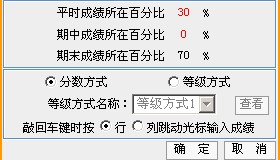 平时成绩所在百分比 30 %
期中成绩所在百分比 0 %
期末成绩所在百分比 70 %
分数方式 等级方式
等级方式名称： 等级方式1 查看
敲回车键时按 行 列跳动光标输入成绩
确 定 取 消